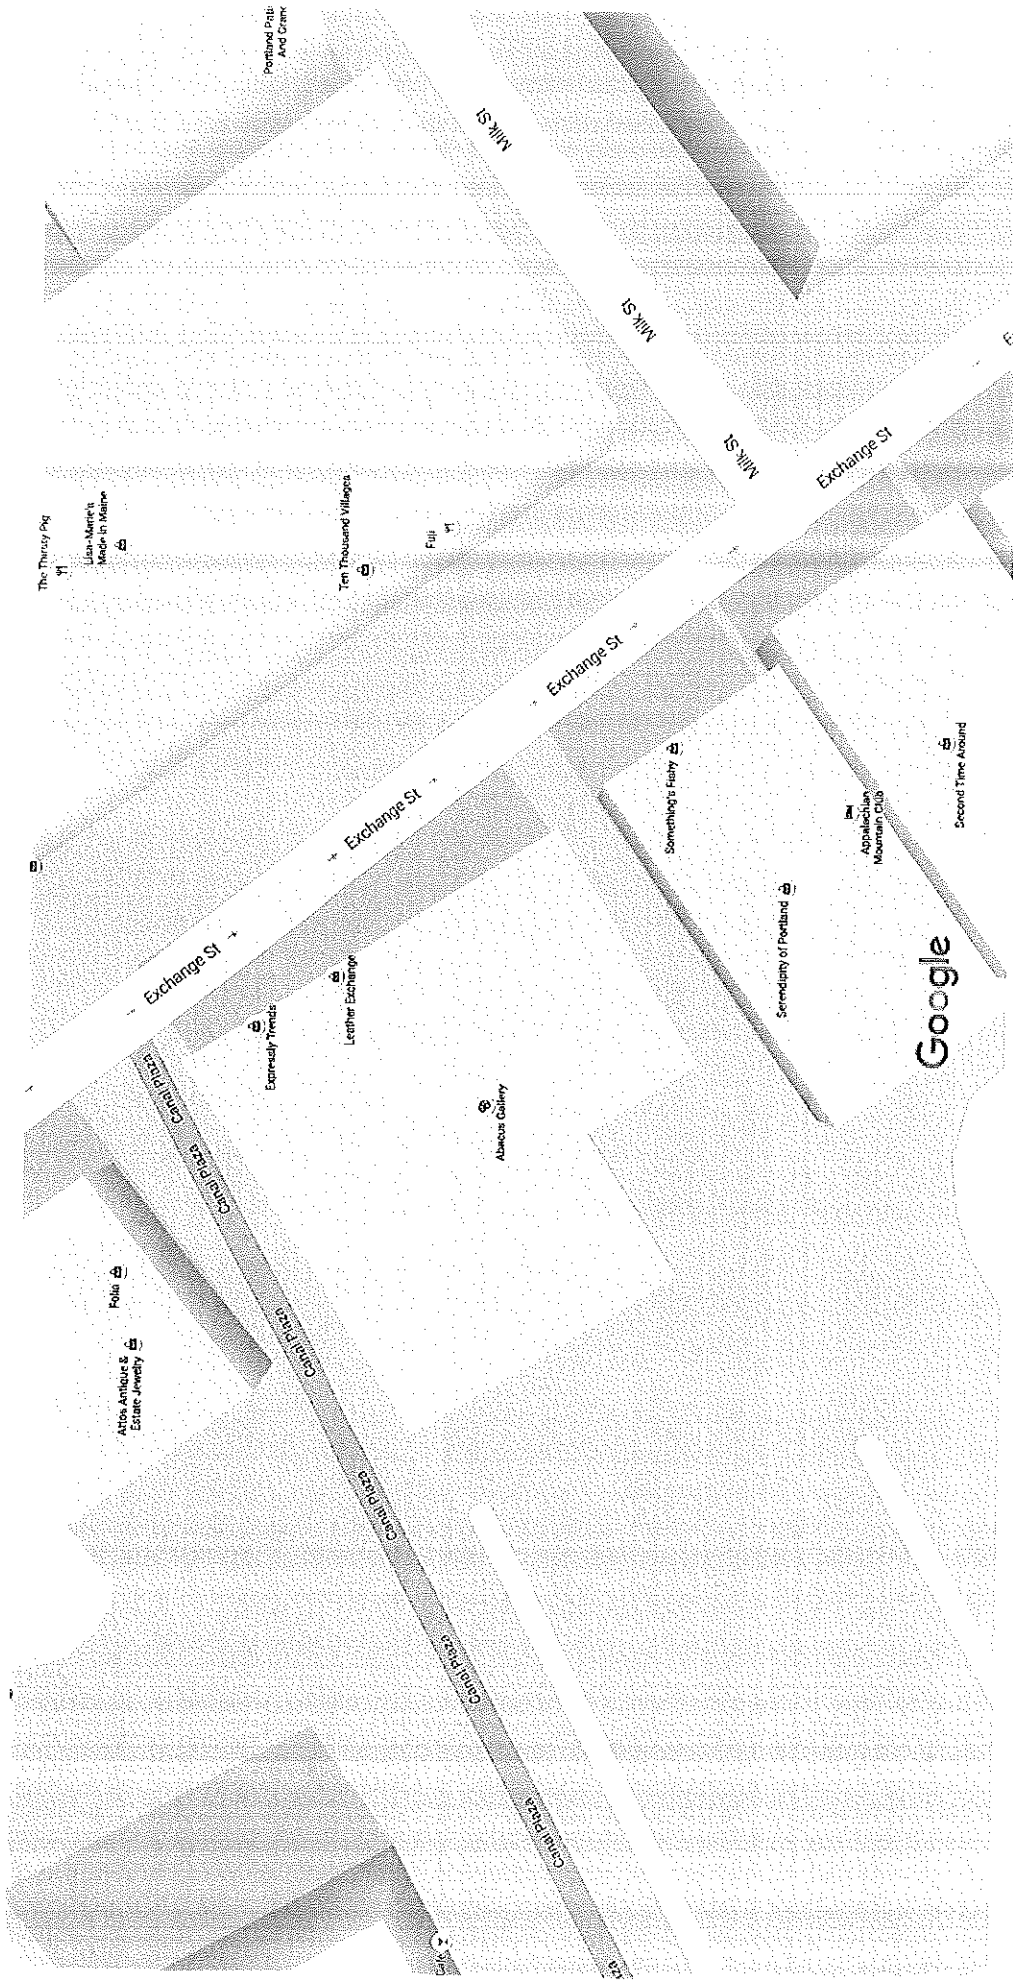 Portland
And
Milk St
Milk St
Milk St
Exchange St
Exchange St
Exchange St
Exchange St
The Thirsty Pig
Lisa-Marie's
Made in Maine
Ten Thousand Villages
Fuji
Something's Fishy
Second Time Around
Appalachian
Mountain Club
Serendipity of Portland
Google
Leather Exchange
Expressly Trends
Abacus Gallery
Canal Plaza
Canal Plaza
Canal Plaza
Canal Plaza
Canal Plaza
Canal Plaza
Folia
Antique &
Estate Jewelry